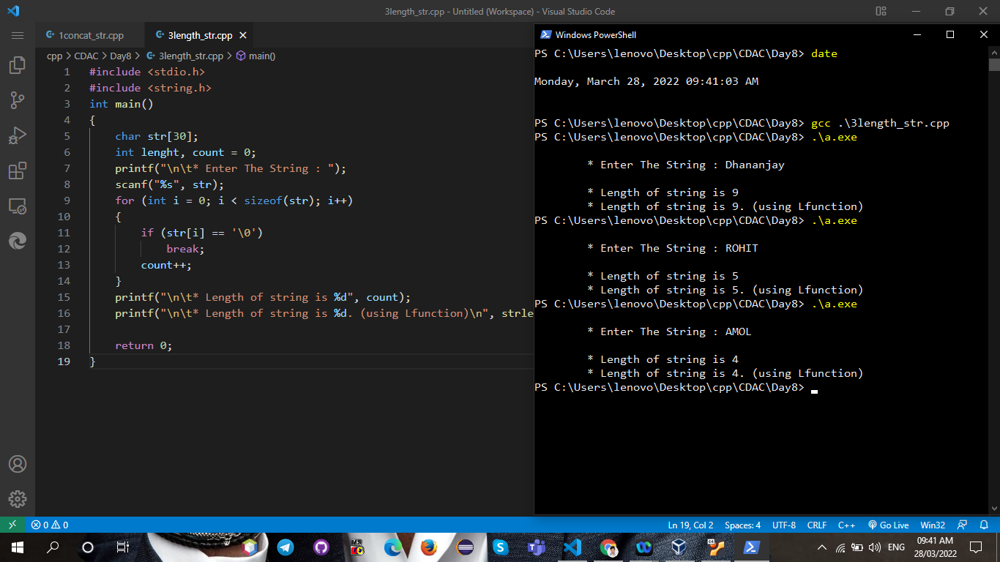 3length_str.cpp - Untitled (Workspace) - Visual Studio Code
1concat_str.cpp
3length_str.cpp
cpp > CDAC > Day8 > 3length_str.cpp > main()
1 #include <stdio.h>
2 #include <string.h>
3 int main()
4 {
5 char str[30];
6 int lenght, count = 0;
7 printf("\n\t* Enter The String : ");
8 scanf("%s", str);
9 for (int i = 0; i < sizeof(str); i++)
10 {
11 if (str[i] == '\0')
12 break;
13 count++;
14 }
15 printf("\n\t* Length of string is %d", count);
16 printf("\n\t* Length of string is %d. (using Lfunction)\n", strle
17
18 return 0;
19 }
Windows PowerShell
PS C:\Users\lenovo\Desktop\cpp\CDAC\Day8> date
Monday, March 28, 2022 09:41:03 AM
PS C:\Users\lenovo\Desktop\cpp\CDAC\Day8> gcc .\3length_str.cpp
PS C:\Users\lenovo\Desktop\cpp\CDAC\Day8> .\a.exe
* Enter The String : Dhananjay
* Length of string is 9
* Length of string is 9. (using Lfunction)
PS C:\Users\lenovo\Desktop\cpp\CDAC\Day8> .\a.exe
* Enter The String : ROHIT
* Length of string is 5
* Length of string is 5. (using Lfunction)
PS C:\Users\lenovo\Desktop\cpp\CDAC\Day8> .\a.exe
* Enter The String : AMOL
* Length of string is 4
* Length of string is 4. (using Lfunction)
PS C:\Users\lenovo\Desktop\cpp\CDAC\Day8>
0 0
Ln 19, Col 2 Spaces: 4 UTF-8 CRLF C++ Go Live Win32
ENG
09:41 AM
28/03/2022